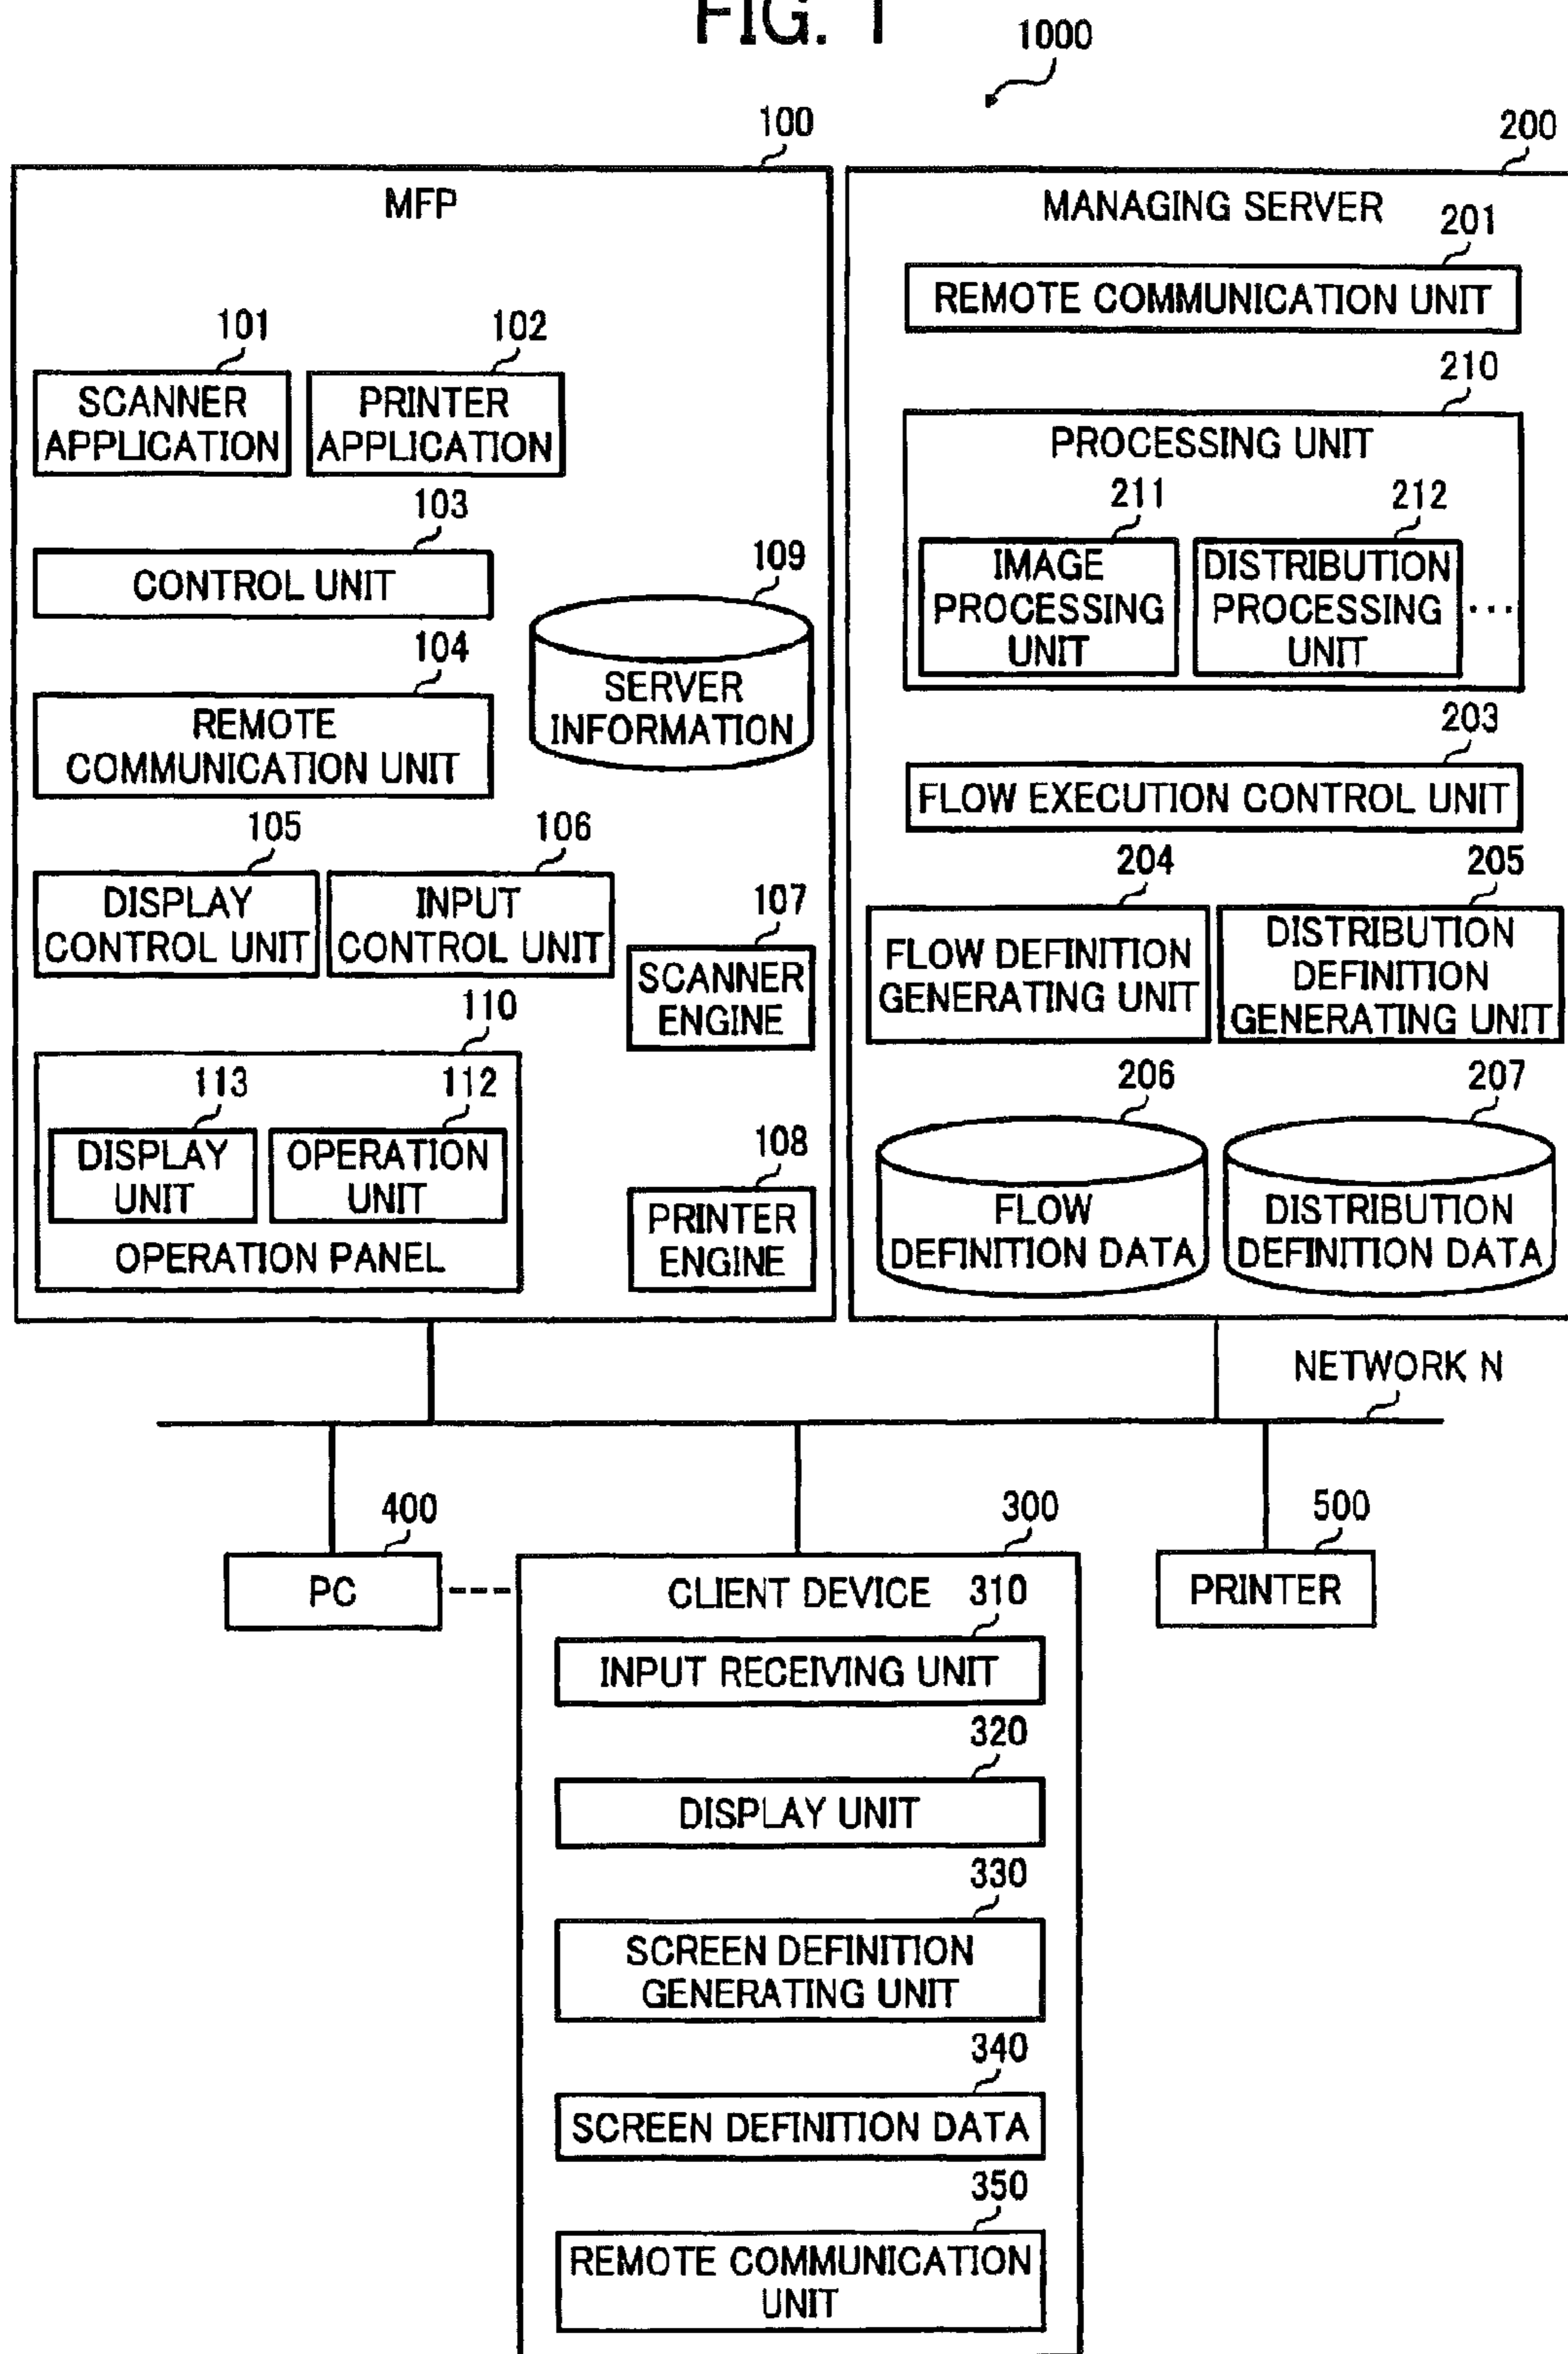 FIG. 1
1000
100
MFP
101
SCANNER
APPLICATION
102
PRINTER
APPLICATION
103
CONTROL UNIT
104
REMOTE
COMMUNICATION UNIT
109
SERVER
INFORMATION
105
DISPLAY
CONTROL UNIT
106
INPUT
CONTROL UNIT
107
SCANNER
ENGINE
110
113
DISPLAY
UNIT
112
OPERATION
UNIT
OPERATION PANEL
108
PRINTER
ENGINE
200
MANAGING SERVER
201
REMOTE COMMUNICATION UNIT
210
PROCESSING UNIT
211
IMAGE
PROCESSING
UNIT
212
DISTRIBUTION
PROCESSING
UNIT
...
203
FLOW EXECUTION CONTROL UNIT
204
FLOW DEFINITION
GENERATING UNIT
205
DISTRIBUTION
DEFINITION
GENERATING UNIT
206
FLOW
DEFINITION DATA
207
DISTRIBUTION
DEFINITION DATA
NETWORK N
400
PC
300
CLIENT DEVICE
310
INPUT RECEIVING UNIT
320
DISPLAY UNIT
330
SCREEN DEFINITION
GENERATING UNIT
340
SCREEN DEFINITION DATA
350
REMOTE COMMUNICATION
UNIT
500
PRINTER